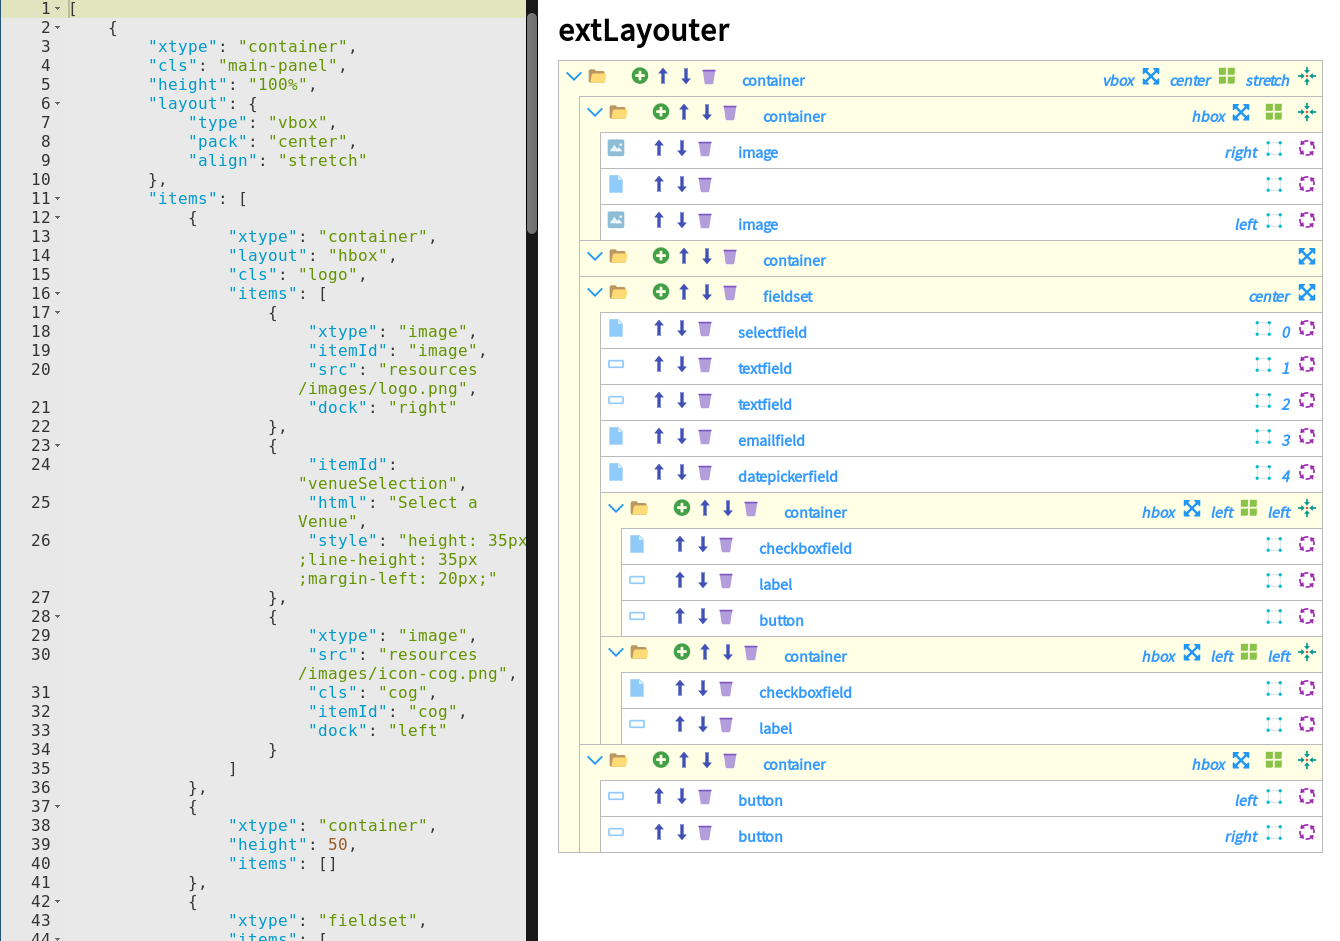 1 [
2 {
3 "xtype": "container",
4 "cls": "main-panel",
5 "height": "100%",
6 "layout": {
7 "type": "vbox",
8 "pack": "center",
9 "align": "stretch"
10 },
11 "items": [
12 {
13 "xtype": "container",
14 "layout": "hbox",
15 "cls": "logo",
16 "items": [
17 {
18 "xtype": "image",
19 "itemId": "image",
20 "src": "resources
/images/logo.png",
21 "dock": "right"
22 },
23 {
24 "itemId":
"venueSelection",
25 "html": "Select a
Venue",
26 "style": "height: 35px
;line-height: 35px
;margin-left: 20px;"
27 },
28 {
29 "xtype": "image",
30 "src": "resources
/images/icon-cog.png",
31 "cls": "cog",
32 "itemId": "cog",
33 "dock": "left"
34 }
35 ]
36 },
37 {
38 "xtype": "container",
39 "height": 50,
40 "items": []
41 },
42 {
43 "xtype": "fieldset",
44 "items": [
extLayouter
container vbox center stretch
container hbox
image right
image left
container
fieldset center
selectfield 0
textfield 1
textfield 2
emailfield 3
datepickerfield 4
container hbox left left
checkboxfield
label
button
container hbox left left
checkboxfield
label
container hbox
button left
button right